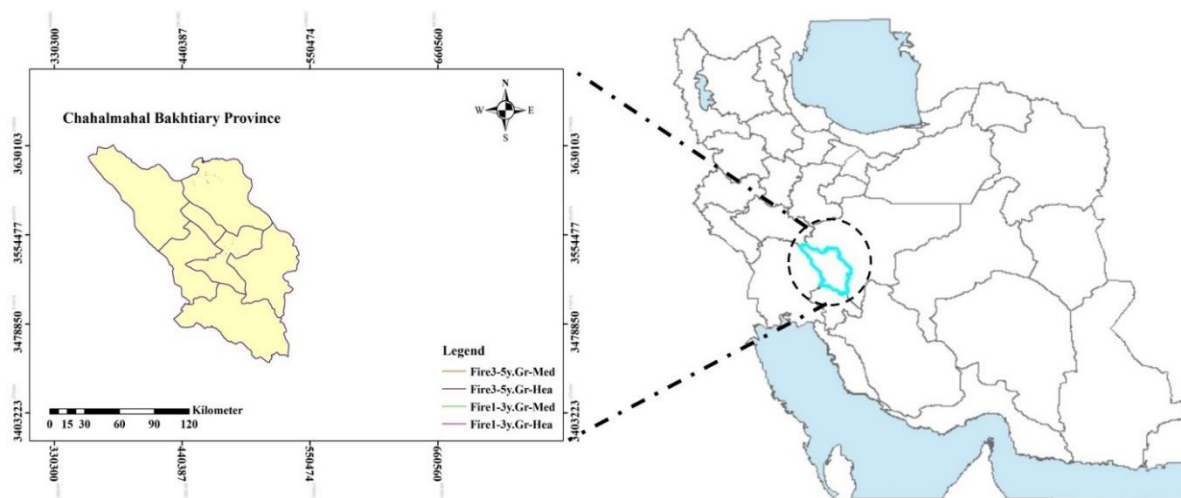 330300 440387 550474 660560
N
W E
S
Chahalmahal Bakhtiary Province
3630103 3630103
3554477 3554477
3478850 3478850
3403223 3403223
Legend
Fire3-5y.Gr-Med
Fire3-5y.Gr-Hea
Fire1-3y.Gr-Med
Fire1-3y.Gr-Hea
Kilometer
0 15 30 60 90 120
330300 440387 550474 660560